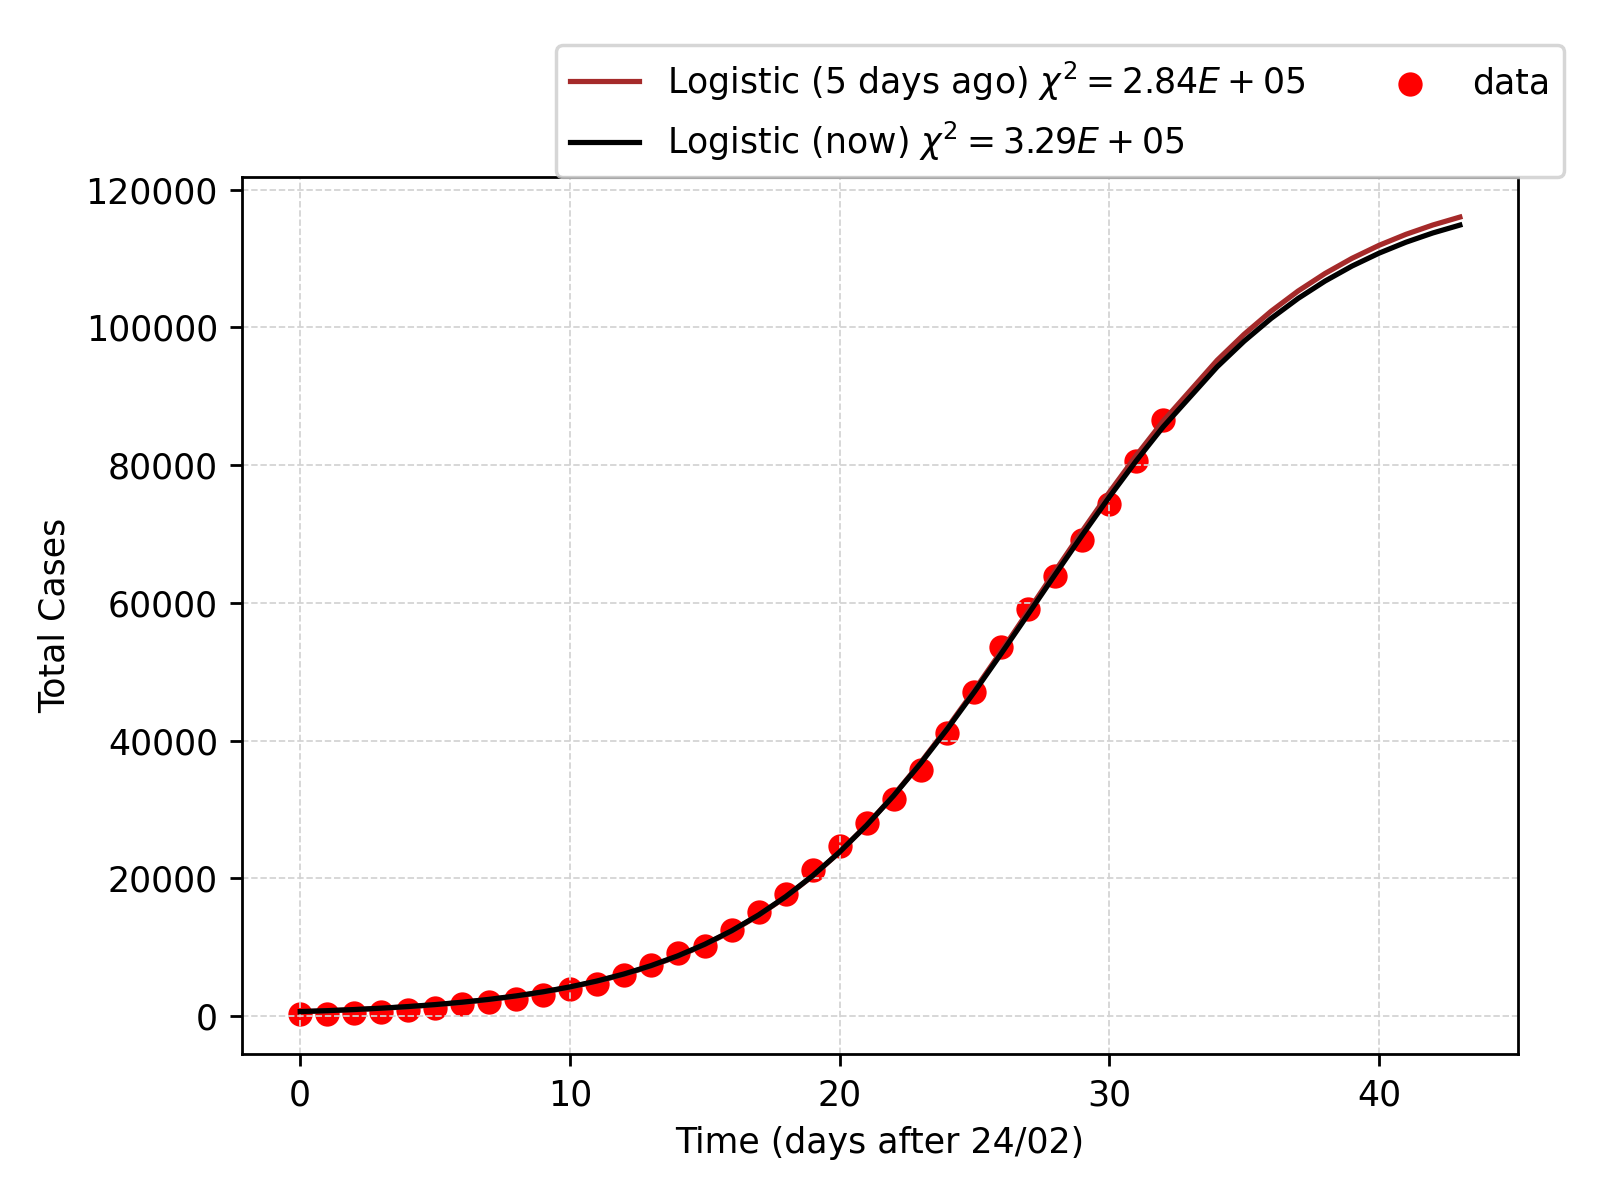 Logistic (5 days ago) χ² = 2.84E + 05
data
Logistic (now) χ² = 3.29E + 05
120000
100000
80000
60000
40000
20000
0
Total Cases
0 10 20 30 40
Time (days after 24/02)